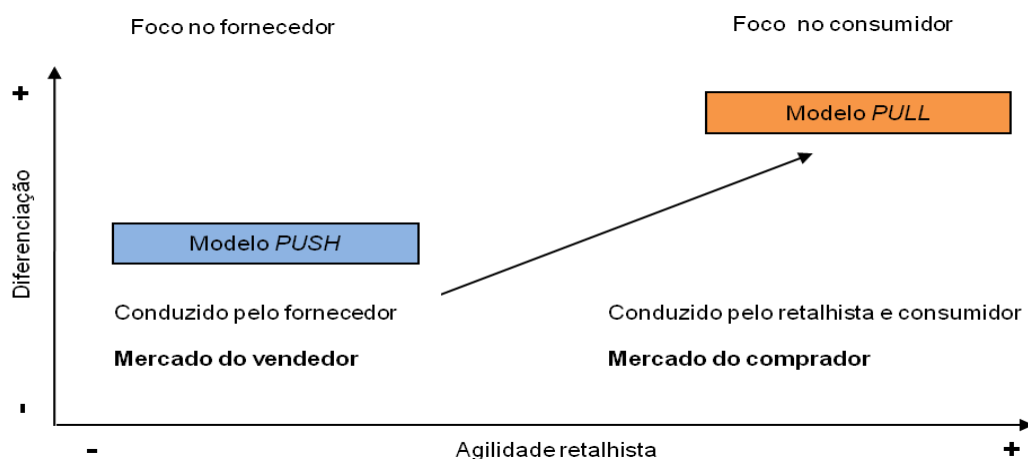 Foco no fornecedor
Foco no consumidor
+
Modelo PULL
Diferenciação
Modelo PUSH
Conduzido pelo fornecedor
Conduzido pelo retalhista e consumidor
Mercado do vendedor
Mercado do comprador
-
-
Agilidade retalhista
+